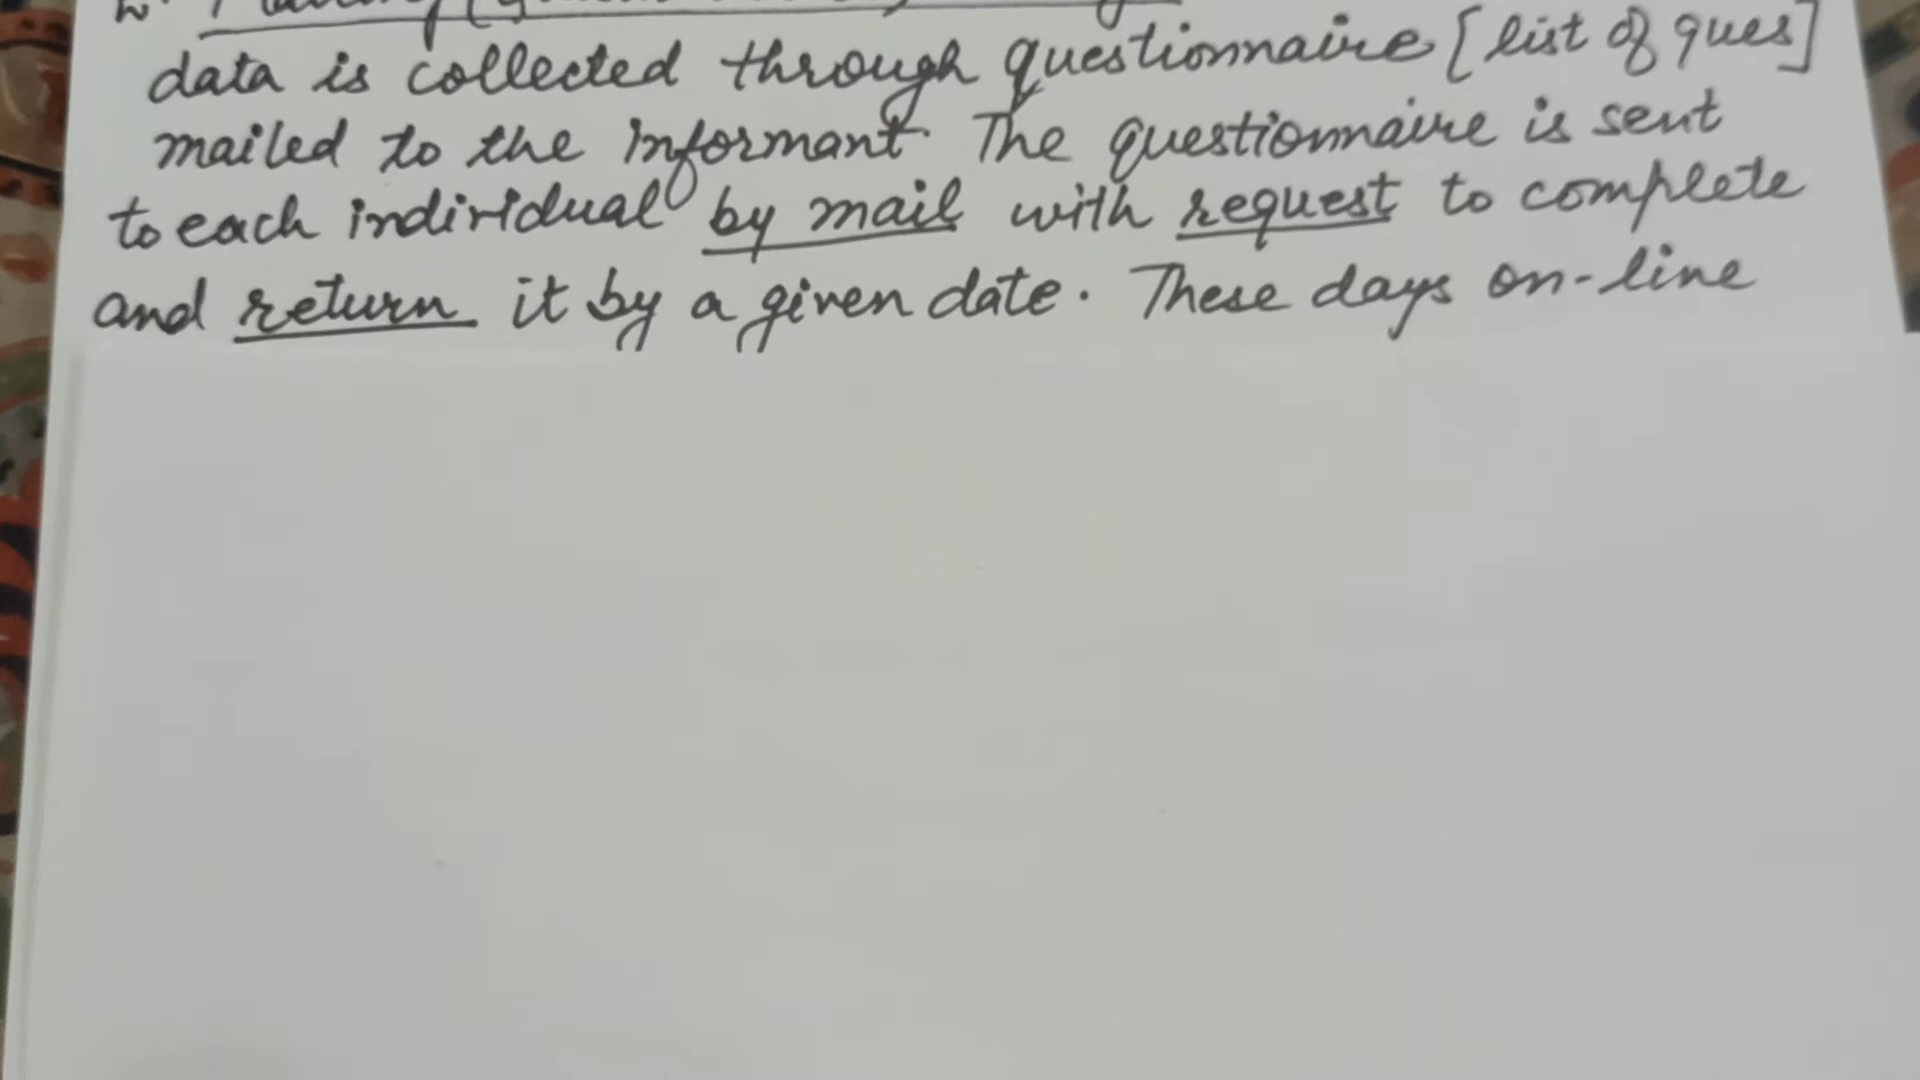 data is collected through questionnaire [list of ques]
mailed to the informant. The questionnaire is sent
to each individual by mail with request to complete
and return it by a given date. These days on-line